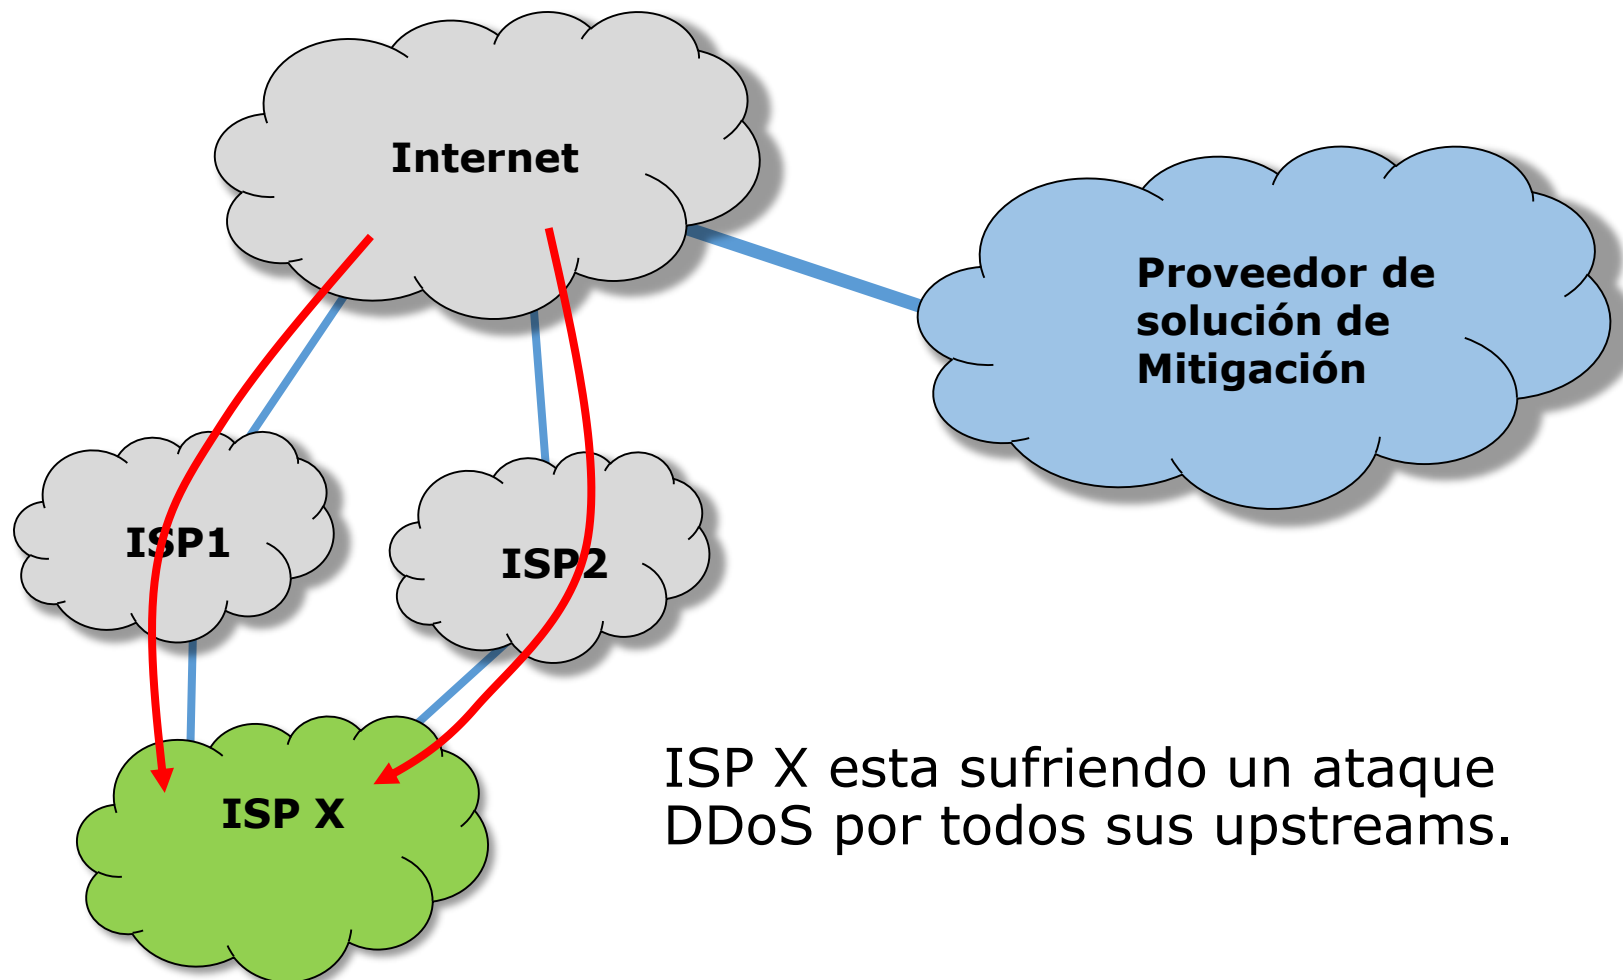 Internet
Proveedor de
solución de
Mitigación
ISP1
ISP2
ISP X
ISP X esta sufriendo un ataque
DDoS por todos sus upstreams.